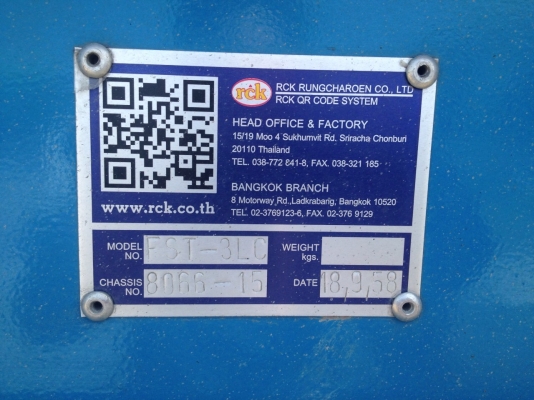 rck
RCK RUNGCHAROEN CO., LTD
RCK QR CODE SYSTEM
HEAD OFFICE & FACTORY
15/19 Moo 4 Sukhumvit Rd. Sriracha Chonburi
20110 Thailand
TEL. 038-772 641-8, FAX. 038-321 185
BANGKOK BRANCH
8 Motorway Rd.,Ladkrabarig, Bangkok 10520
TEL. 02-3769123-6, FAX. 02-376 9129
www.rck.co.th
MODEL NO. FST-3LC
WEIGHT kgs.
CHASSIS NO. 8066-15
DATE 18,9,58